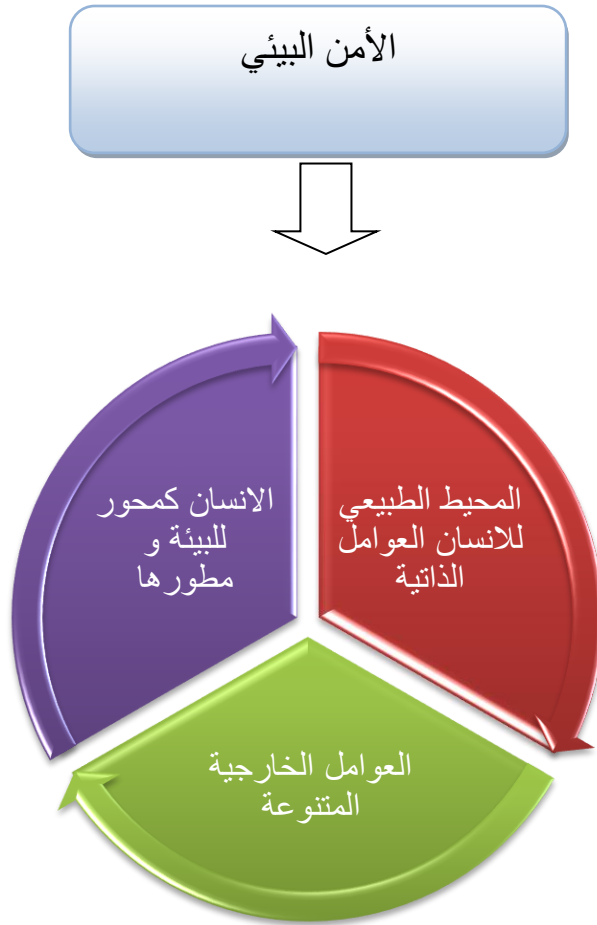 الأمن البيئي
المحيط الطبيعي
للانسان العوامل
الذاتية
الانسان كمحور
للبيئة و
مطورها
العوامل الخارجية
المتنوعة